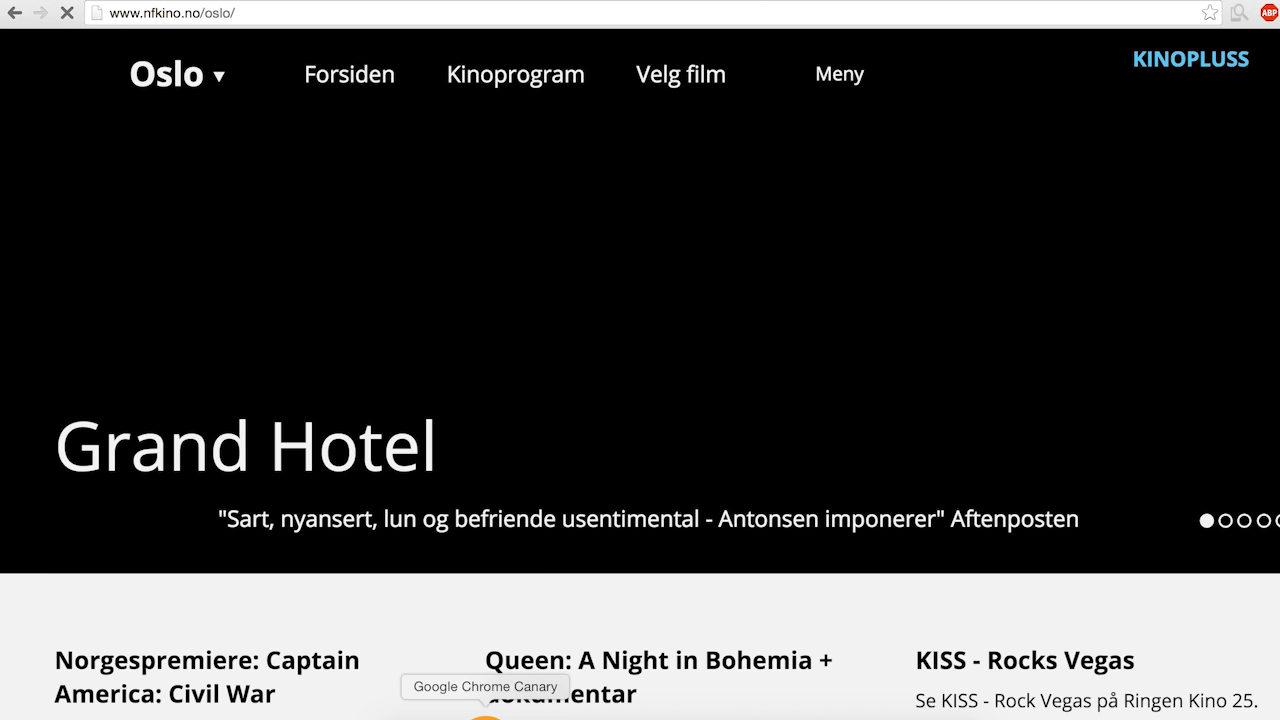 www.nfkino.no/oslo/
ABP
Oslo ▼ Forsiden Kinoprogram Velg film Meny KINOPLUSS
Grand Hotel
"Sart, nyansert, lun og befriende usentimental - Antonsen imponerer" Aftenposten
Norgespremiere: Captain
America: Civil War
Queen: A Night in Bohemia +
dokumentar
Google Chrome Canary
KISS - Rocks Vegas
Se KISS - Rock Vegas på Ringen Kino 25.